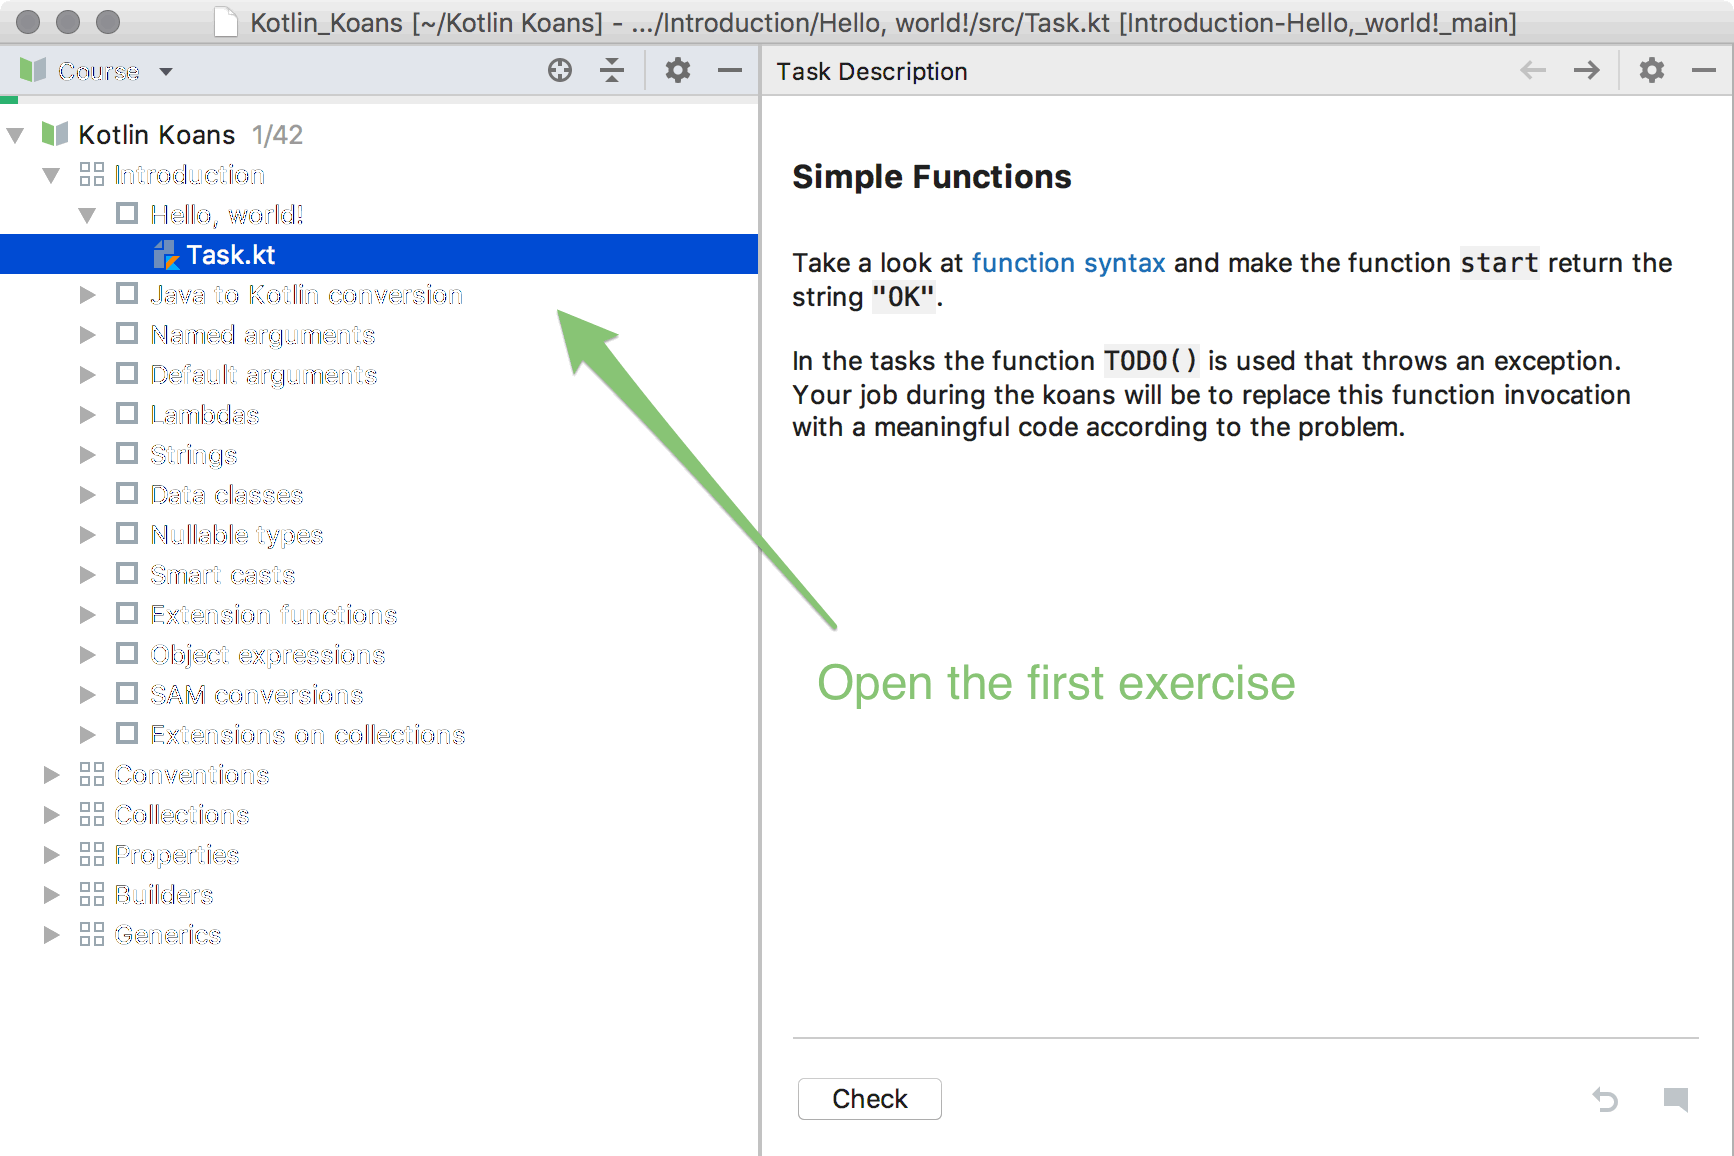 Kotlin_Koans [~/Kotlin Koans] - .../Introduction/Hello, world!/src/Task.kt [Introduction-Hello,_world!_main]
Course
Kotlin Koans 1/42
Introduction
Hello, world!
Task.kt
Java to Kotlin conversion
Named arguments
Default arguments
Lambdas
Strings
Data classes
Nullable types
Smart casts
Extension functions
Object expressions
SAM conversions
Extensions on collections
Conventions
Collections
Properties
Builders
Generics
Task Description
Simple Functions
Take a look at function syntax and make the function start return the
string "OK".
In the tasks the function TODO() is used that throws an exception.
Your job during the koans will be to replace this function invocation
with a meaningful code according to the problem.
Open the first exercise
Check